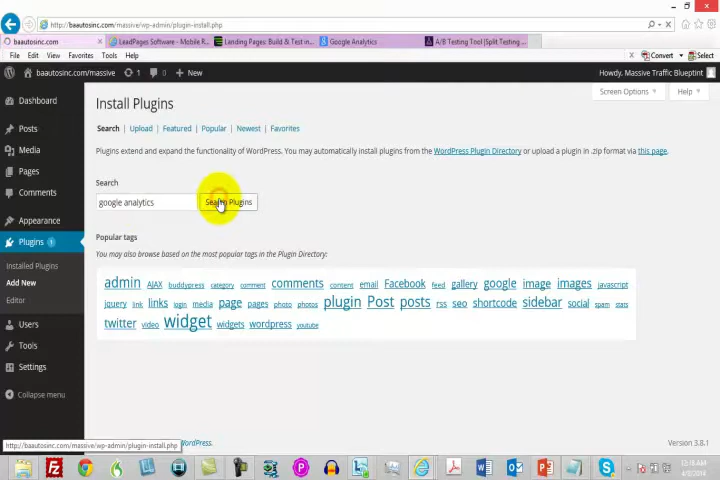 http://baautosinc.com/massive/wp-admin/plugin-install.php
baautosinc.com
LeadPages Software - Mobile R...
Landing Pages: Build & Test in...
Google Analytics
A/B Testing Tool [Split Testing ...
File Edit View Favorites Tools Help
Convert Select
baautosinc.com/massive 1 0 + New
Howdy, Massive Traffic Blueptint
Screen Options Help
Dashboard
Posts
Media
Pages
Comments
Appearance
Plugins 1
Installed Plugins
Add New
Editor
Users
Tools
Settings
Collapse menu
Install Plugins
Search | Upload | Featured | Popular | Newest | Favorites
Plugins extend and expand the functionality of WordPress. You may automatically install plugins from the WordPress Plugin Directory or upload a plugin in .zip format via this page.
Search
google analytics Search Plugins
Popular tags
You may also browse based on the most popular tags in the Plugin Directory:
admin AJAX buddypress category comment comments content email Facebook feed gallery google image images javascript
jquery link links login media page pages photo photos plugin Post posts rss seo shortcode sidebar social spam stats
twitter video widget widgets wordpress youtube
http://baautosinc.com/massive/wp-admin/plugin-install.php
WordPress.
Version 3.8.1
4/2/2014